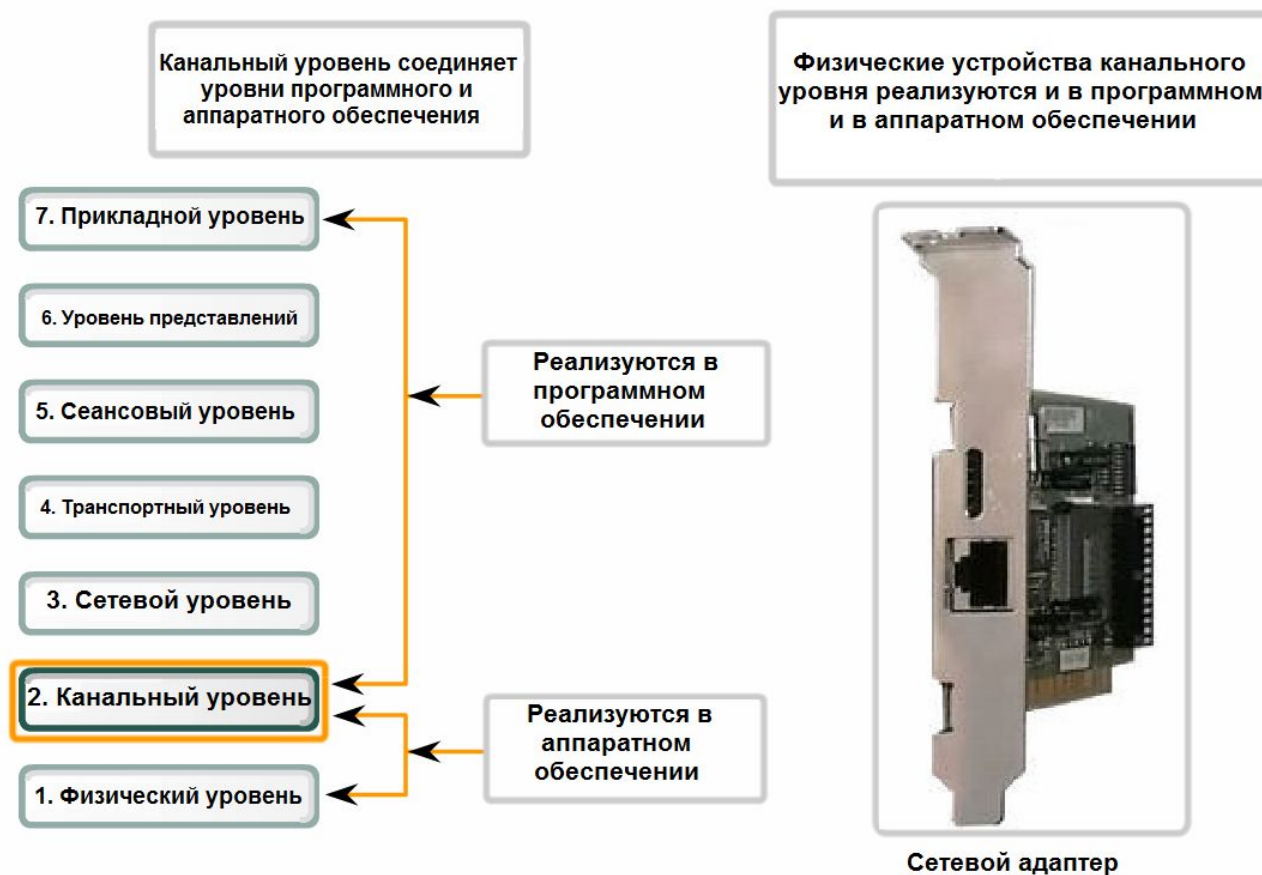 Канальный уровень соединяет
уровни программного и
аппаратного обеспечения
Физические устройства канального
уровня реализуются и в программном
и в аппаратном обеспечении
7. Прикладной уровень
6. Уровень представлений
5. Сеансовый уровень
4. Транспортный уровень
3. Сетевой уровень
2. Канальный уровень
1. Физический уровень
Реализуются в
программном
обеспечении
Реализуются в
аппаратном
обеспечении
Сетевой адаптер